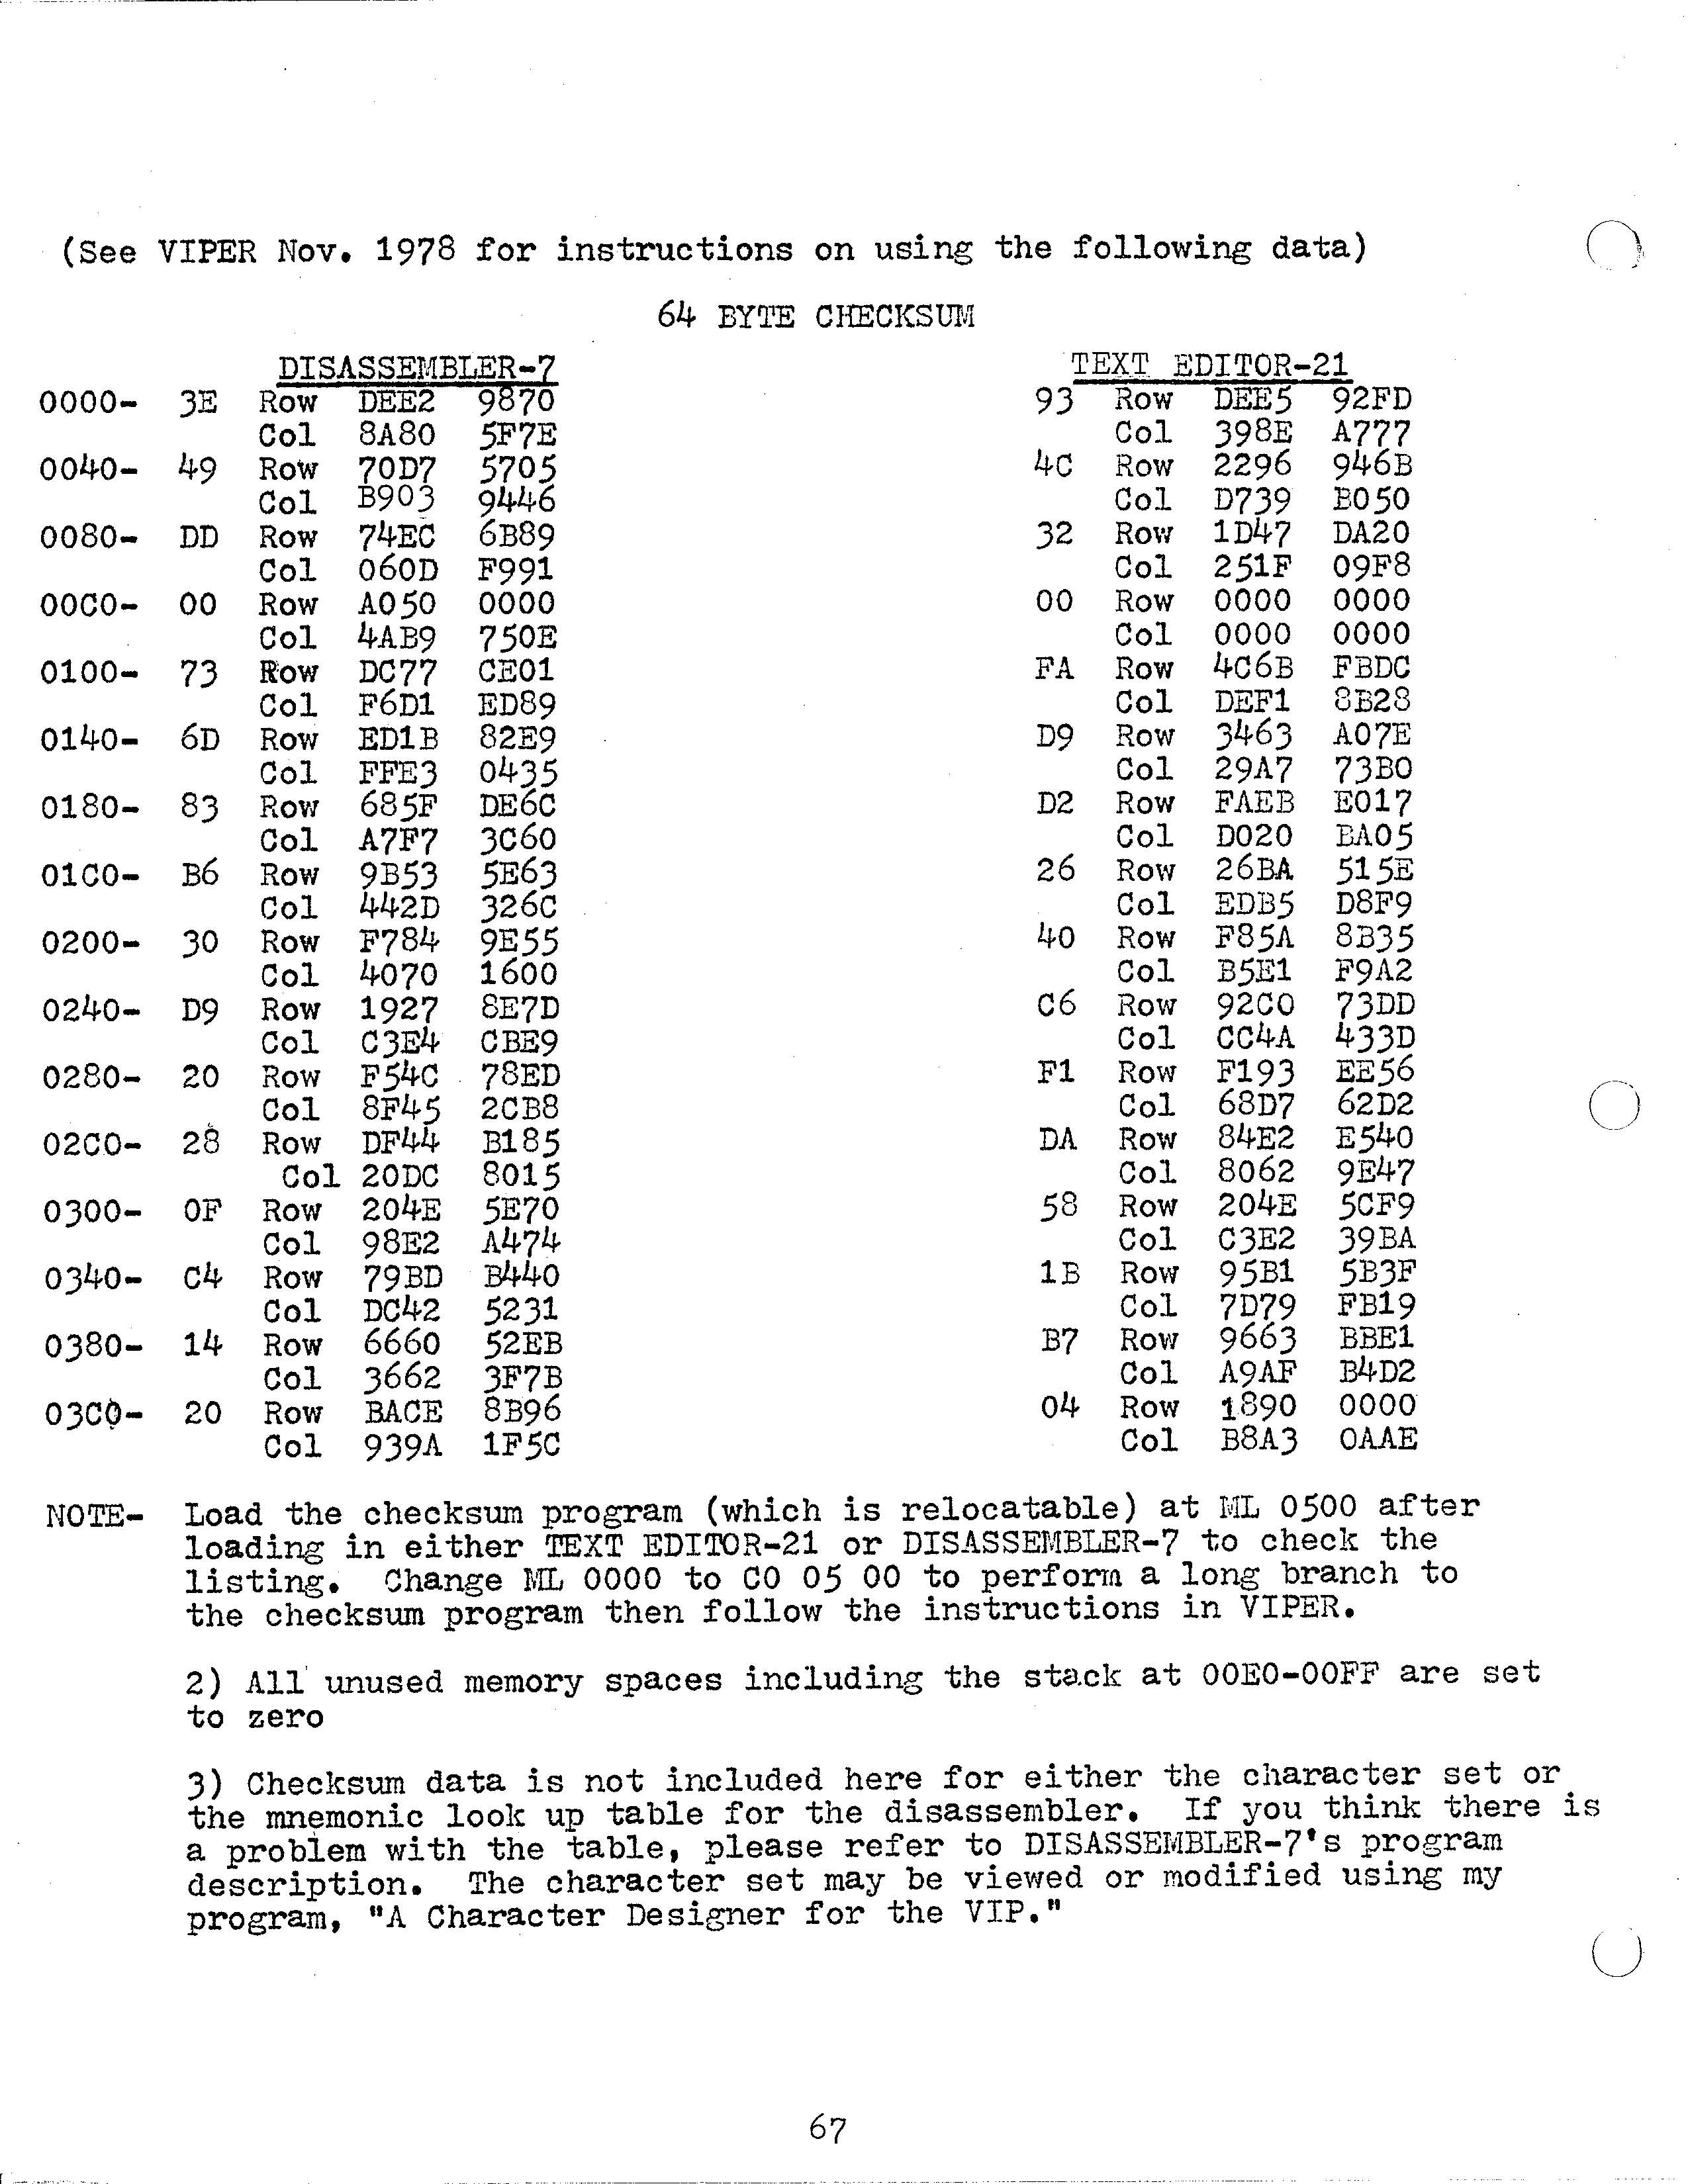 (See VIPER Nov. 1978 for instructions on using the following data)
64 BYTE CHECKSUM
DISASSEMBLER-7 TEXT EDITOR-21
0000- 3E Row DEE2 9870 93 Row DEE5 92FD
Col 8A80 5F7E Col 398E A777
0040- 49 Row 70D7 5705 4C Row 2296 946B
Col B903 9446 Col D739 B050
0080- DD Row 74EC 6B89 32 Row 1D47 DA20
Col 060D F991 Col 251F 09F8
00C0- 00 Row A050 0000 00 Row 0000 0000
Col 4AB9 750E Col 0000 0000
0100- 73 Row DC77 CE01 FA Row 4C6B FBDC
Col F6D1 ED89 Col DEF1 8B28
0140- 6D Row ED1B 82E9 D9 Row 3463 A07E
Col FFE3 0435 Col 29A7 73B0
0180- 83 Row 685F DE6C D2 Row FAEB E017
Col A7F7 3C60 Col D020 BA05
01C0- B6 Row 9B53 5E63 26 Row 26BA 515E
Col 442D 326C Col EDB5 D8F9
0200- 30 Row F784 9E55 40 Row F85A 8B35
Col 4070 1600 Col B5E1 F9A2
0240- D9 Row 1927 8E7D C6 Row 92C0 73DD
Col C3E4 CBE9 Col CC4A 433D
0280- 20 Row F54C 78ED F1 Row F193 EE56
Col 8F45 2CB8 Col 68D7 62D2
02C0- 28 Row DF44 B185 DA Row 84E2 E540
Col 20DC 8015 Col 8062 9E47
0300- 0F Row 204E 5E70 58 Row 204E 5CF9
Col 98E2 A474 Col C3E2 39BA
0340- C4 Row 79BD B440 1B Row 95B1 5B3F
Col DC42 5231 Col 7D79 FB19
0380- 14 Row 6660 52EB B7 Row 9663 BBE1
Col 3662 3F7B Col A9AF B4D2
03C0- 20 Row BACE 8B96 04 Row 1890 0000
Col 939A 1F5C Col B8A3 0AAE
NOTE- Load the checksum program (which is relocatable) at ML 0500 after
loading in either TEXT EDITOR-21 or DISASSEMBLER-7 to check the
listing. Change ML 0000 to C0 05 00 to perform a long branch to
the checksum program then follow the instructions in VIPER.
2) All unused memory spaces including the stack at 00E0-00FF are set
to zero
3) Checksum data is not included here for either the character set or
the mnemonic look up table for the disassembler. If you think there is
a problem with the table, please refer to DISASSEMBLER-7's program
description. The character set may be viewed or modified using my
program, "A Character Designer for the VIP."
67